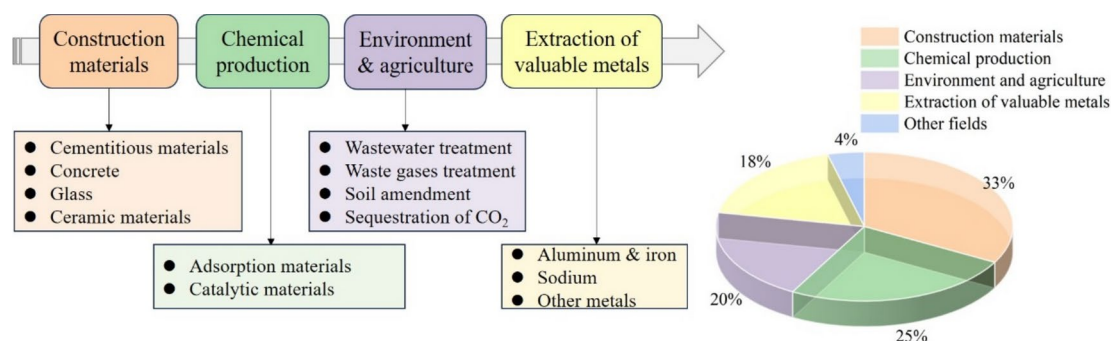 Construction
materials
Chemical
production
Environment
& agriculture
Extraction of
valuable metals
● Cementitious materials
● Concrete
● Glass
● Ceramic materials
● Adsorption materials
● Catalytic materials
● Wastewater treatment
● Waste gases treatment
● Soil amendment
● Sequestration of CO₂
● Aluminum & iron
● Sodium
● Other metals
Construction materials
Chemical production
Environment and agriculture
Extraction of valuable metals
Other fields
4%
18%
33%
20%
25%